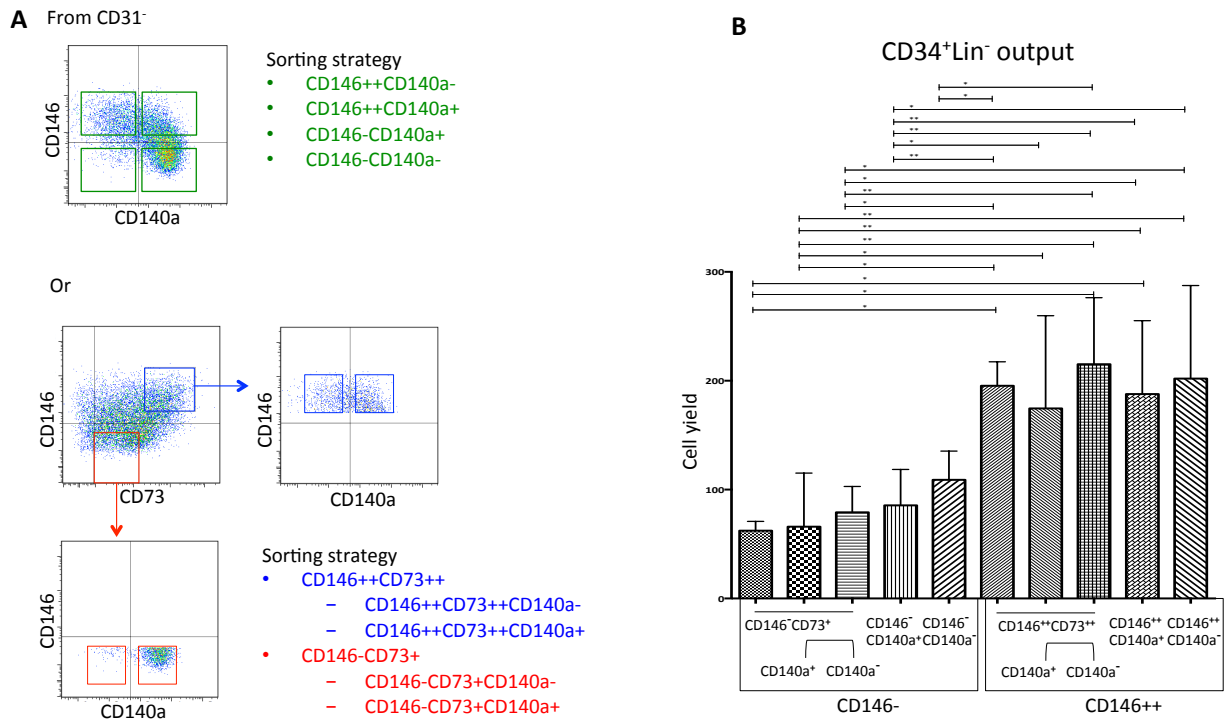 A
From CD31-
CD146
CD140a
Sorting strategy
• CD146++CD140a-
• CD146++CD140a+
• CD146-CD140a+
• CD146-CD140a-
Or
CD146
CD73
CD146
CD140a
CD146
CD140a
Sorting strategy
• CD146++CD73++
– CD146++CD73++CD140a-
– CD146++CD73++CD140a+
• CD146-CD73+
– CD146-CD73+CD140a-
– CD146-CD73+CD140a+
B
CD34+Lin- output
*
*
*
**
**
*
**
*
*
**
*
**
**
**
*
*
*
*
*
300
200
100
0
Cell yield
CD146-CD73+
CD140a+
CD140a-
CD146-
CD140a+
CD146-
CD140a-
CD146++CD73++
CD140a+
CD140a-
CD146++
CD140a+
CD146++
CD140a-
CD146-
CD146++